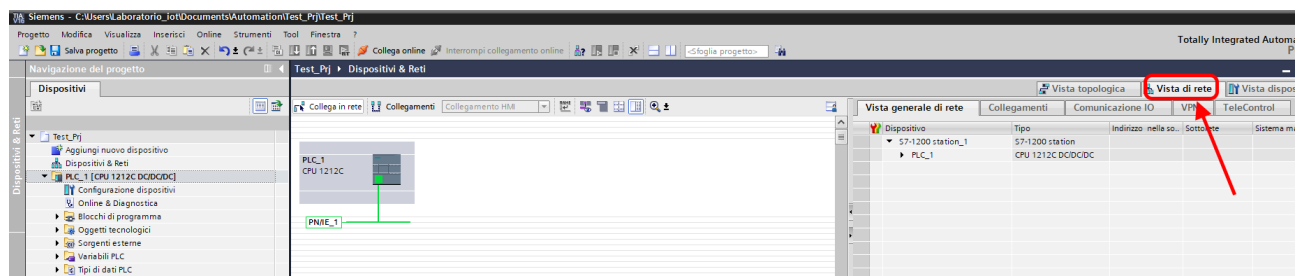 Siemens - C:\Users\Laboratorio_iot\Documents\Automation\Test_Prj\Test_Prj
Progetto Modifica Visualizza Inserisci Online Strumenti Tool Finestra ?
Totally Integrated Automa
Salva progetto Collega online Interrompi collegamento online <Sfoglia progetto>
P
Navigazione del progetto
Test_Prj Dispositivi & Reti
Dispositivi
Vista topologica Vista di rete Vista dispos
Collega in rete Collegamenti Collegamento HMI
Vista generale di rete Collegamenti Comunicazione IO VPN TeleControl
Dispositivi & Reti
Dispositivo Tipo Indirizzo nella so.. Sottorete Sistema ma
Test_Prj
S7-1200 station_1 S7-1200 station
Aggiungi nuovo dispositivo
PLC_1 CPU 1212C DC/DC/DC
Dispositivi & Reti
PLC_1 [CPU 1212C DC/DC/DC]
Configurazione dispositivi
Online & Diagnostica
Blocchi di programma
Oggetti tecnologici
Sorgenti esterne
Variabili PLC
Tipi di dati PLC
PLC_1
CPU 1212C
PN/IE_1